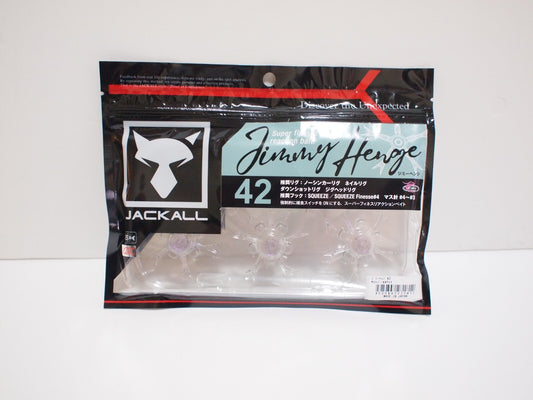 Discover the Unexpected
Super fi
reaction bait
Jimmy Henge
ジミーヘンジ
42
推奨リグ：ノーシンカーリグ ネイルリグ
ダウンショットリグ ジグヘッドリグ
推奨フック：SQUEEZE／SQUEEZE Finesse#4 マス針 #4〜#3
強制的に捕食スイッチをONにする、スーパーフィネスリアクションベイト
JACKALL
MADE IN JAPAN